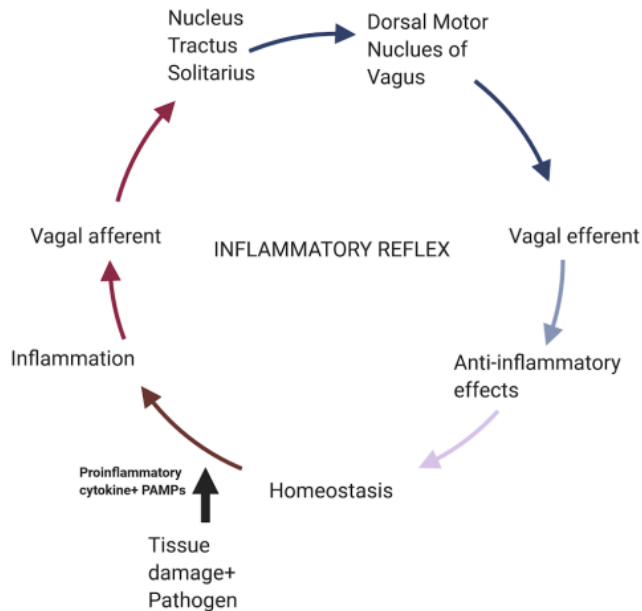 Nucleus
Tractus
Solitarius
Dorsal Motor
Nuclues of
Vagus
Vagal afferent
INFLAMMATORY REFLEX
Vagal efferent
Inflammation
Anti-inflammatory
effects
Proinflammatory
cytokine+ PAMPs
Homeostasis
Tissue
damage+
Pathogen